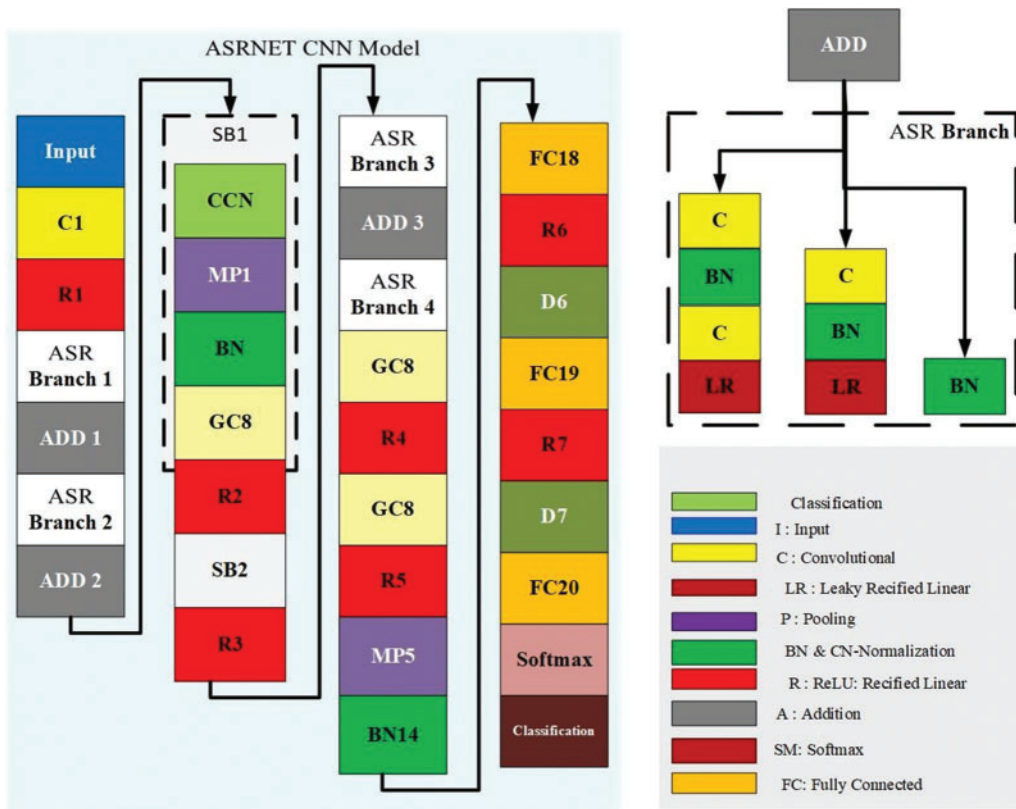 ASRNET CNN Model
Input
C1
R1
ASR
Branch 1
ADD 1
ASR
Branch 2
ADD 2
SB1
CCN
MP1
BN
GC8
R2
SB2
R3
ASR
Branch 3
ADD 3
ASR
Branch 4
GC8
R4
GC8
R5
MP5
BN14
FC18
R6
D6
FC19
R7
D7
FC20
Softmax
Classification
ADD
ASR Branch
C
BN
C
LR
C
BN
LR
BN
Classification
I : Input
C : Convolutional
LR : Leaky Recified Linear
P : Pooling
BN & CN-Normalization
R : ReLU: Recified Linear
A : Addition
SM: Softmax
FC: Fully Connected